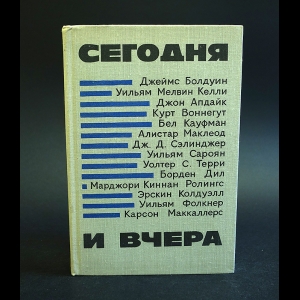 СЕГОДНЯ
Джеймс Болдуин
Уильям Мелвин Келли
Джон Апдайк
Курт Воннегут
Бел Кауфман
Алистар Маклеод
Дж. Д. Сэлинджер
Уильям Сароян
Уолтер С. Терри
Борден Дил
Марджори Киннан Ролингс
Эрскин Колдуэлл
Уильям Фолкнер
Карсон Маккаллерс
И ВЧЕРА